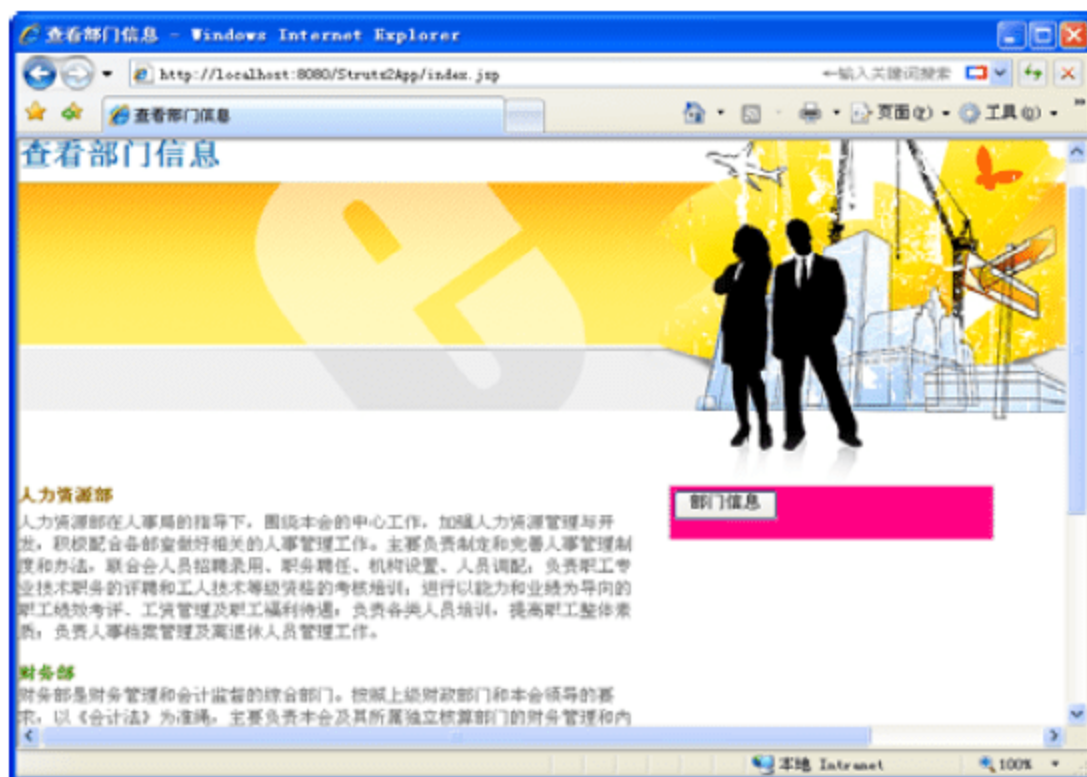 查看部门信息 - Windows Internet Explorer
http://localhost:8080/Struts2App/index.jsp
←输入关键词搜索
查看部门信息
页面(P)
工具(O)
查看部门信息
人力资源部
人力资源部在人事局的指导下，围绕本会的中心工作，加强人力资源管理与开
发，积极配合各部室做好相关的人事管理工作。主要负责制定和完善人事管理制
度和办法，联合会人员招聘录用、职务聘任、机构设置、人员调配；负责职工专
业技术职务的评聘和工人技术等级资格的考核培训；进行以能力和业绩为导向的
职工绩效考评、工资管理及职工福利待遇；负责各类人员培训，提高职工整体素
质；负责人事档案管理及离退休人员管理工作。
部门信息
财务部
财务部是财务管理和会计监督的综合部门。按照上级财政部门和本会领导的要
求，以《会计法》为准绳，主要负责本会及其所属独立核算部门的财务管理和内
本地 Intranet
100%